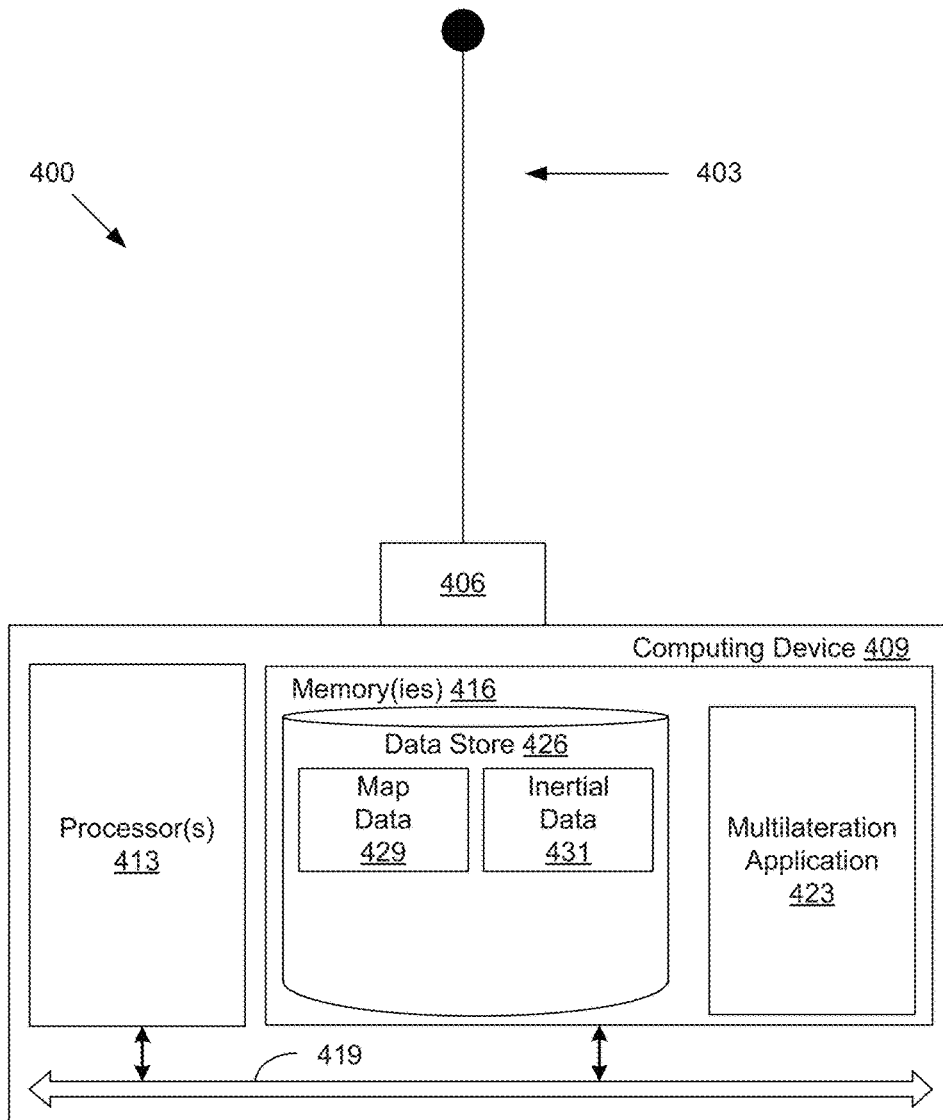 400
403
406
Computing Device 409
Memory(ies) 416
Data Store 426
Map
Data
429
Inertial
Data
431
Processor(s)
413
Multilateration
Application
423
419